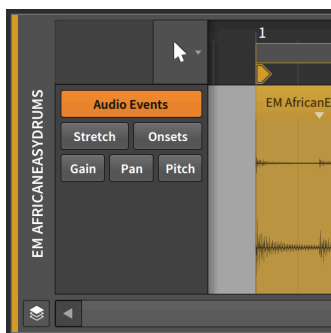 1
Audio Events
EM AfricanE
Stretch Onsets
Gain Pan Pitch
EM AFRICANEASYDRUMS